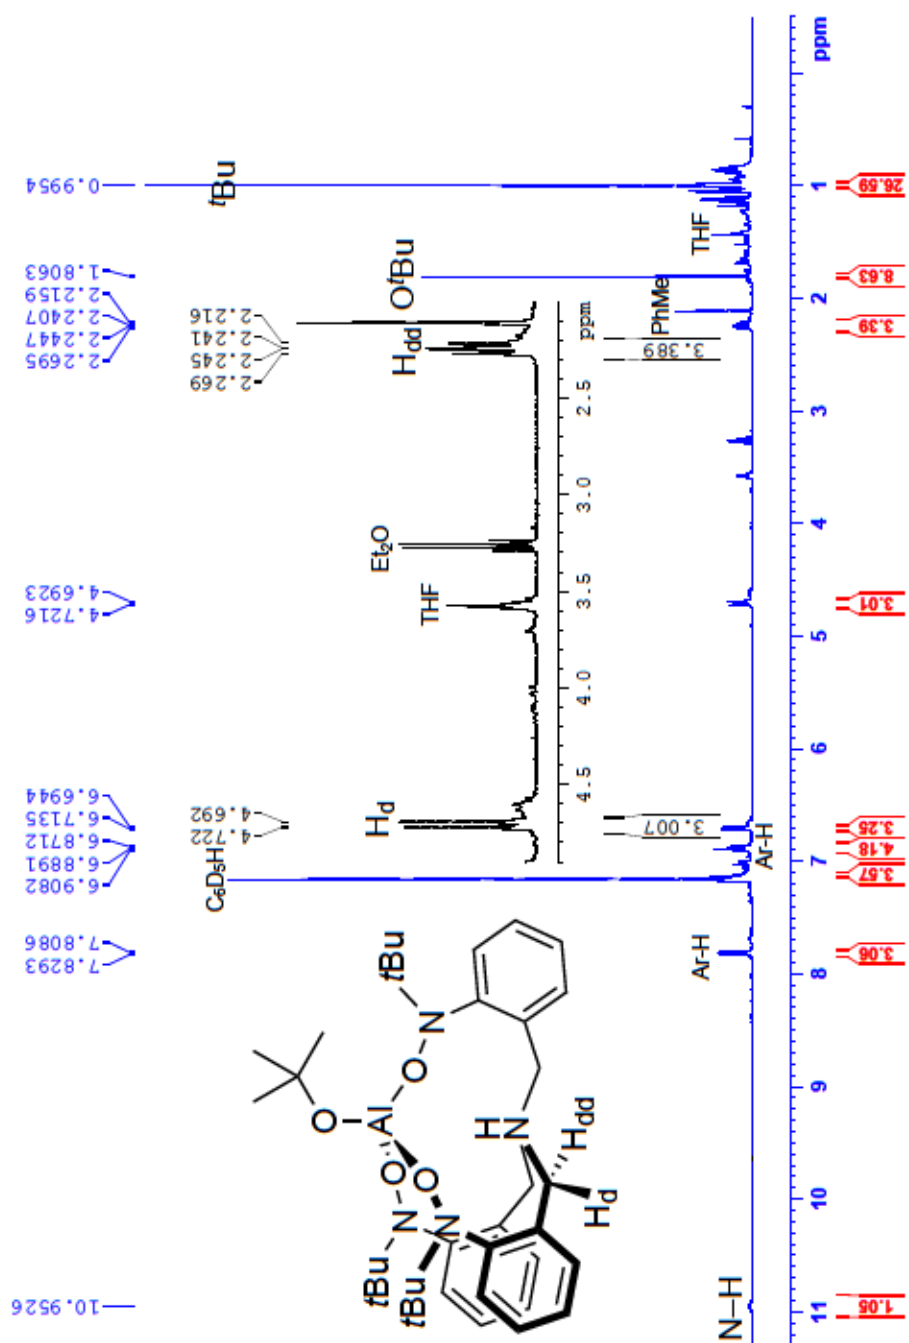 10.9526
7.8293
7.8086
6.9082
6.8891
6.8712
6.7135
6.6944
4.7216
4.6923
2.2695
2.2447
2.2407
2.2159
1.8063
0.9954
C6D5H
4.722
4.692
2.269
2.245
2.241
2.216
tBu
Hd
THF
Et2O
Hdd
OtBu
4.5
4.0
3.5
3.0
2.5
ppm
3.007
3.389
O
Al
O
O
O
N
N
N
tBu
tBu
tBu
H
N
Hdd
Hd
N–H
Ar-H
Ar-H
PhMe
THF
11
10
9
8
7
6
5
4
3
2
1
ppm
1.05
3.06
3.57
4.18
3.25
3.01
3.39
8.63
26.59